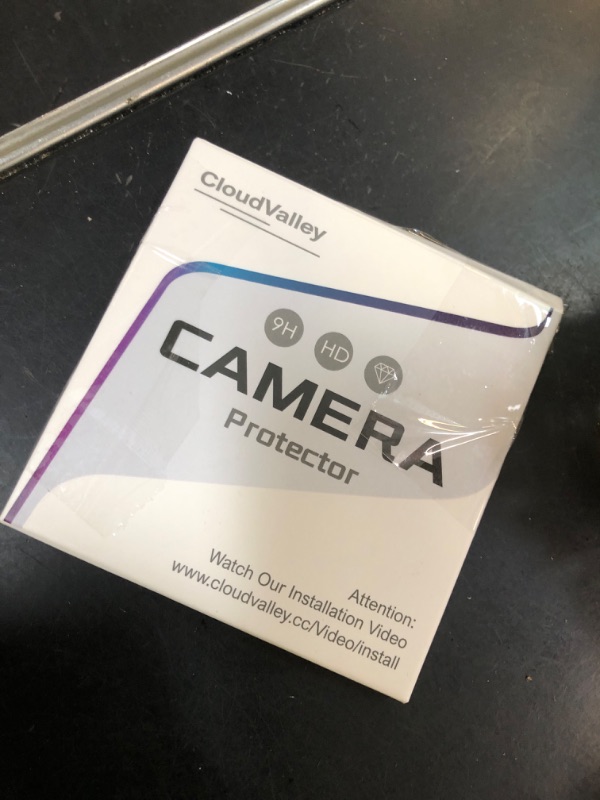 CloudValley
9H HD
CAMERA
Protector
Attention:
Watch Our Installation Video
www.cloudvalley.cc/Video/install